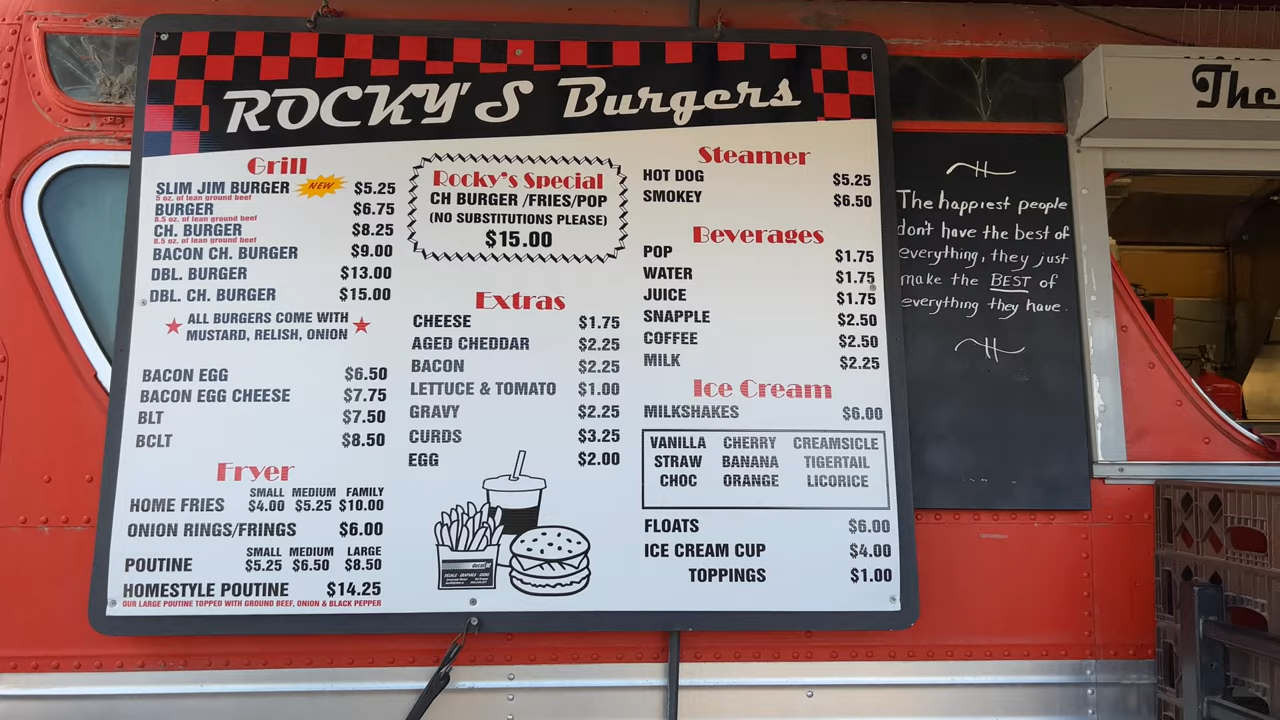 ROCKY'S Burgers
Grill
SLIM JIM BURGER NEW $5.25
5 oz. of lean ground beef
BURGER $6.75
8.5 oz. of lean ground beef
CH. BURGER $8.25
8.5 oz. of lean ground beef
BACON CH. BURGER $9.00
DBL. BURGER $13.00
DBL. CH. BURGER $15.00
ALL BURGERS COME WITH
MUSTARD, RELISH, ONION
BACON EGG $6.50
BACON EGG CHEESE $7.75
BLT $7.50
BCLT $8.50
Fryer
SMALL MEDIUM FAMILY
HOME FRIES $4.00 $5.25 $10.00
ONION RINGS/FRINGS $6.00
SMALL MEDIUM LARGE
POUTINE $5.25 $6.50 $8.50
HOMESTYLE POUTINE $14.25
OUR LARGE POUTINE TOPPED WITH GROUND BEEF, ONION & BLACK PEPPER
Rocky's Special
CH BURGER /FRIES/POP
(NO SUBSTITUTIONS PLEASE)
$15.00
Extras
CHEESE $1.75
AGED CHEDDAR $2.25
BACON $2.25
LETTUCE & TOMATO $1.00
GRAVY $2.25
CURDS $3.25
EGG $2.00
Steamer
HOT DOG $5.25
SMOKEY $6.50
Beverages
POP $1.75
WATER $1.75
JUICE $1.75
SNAPPLE $2.50
COFFEE $2.50
MILK $2.25
Ice Cream
MILKSHAKES $6.00
VANILLA CHERRY CREAMSICLE
STRAW BANANA TIGERTAIL
CHOC ORANGE LICORICE
FLOATS $6.00
ICE CREAM CUP $4.00
TOPPINGS $1.00
The happiest people
don't have the best of
everything, they just
make the BEST of
everything they have.
The